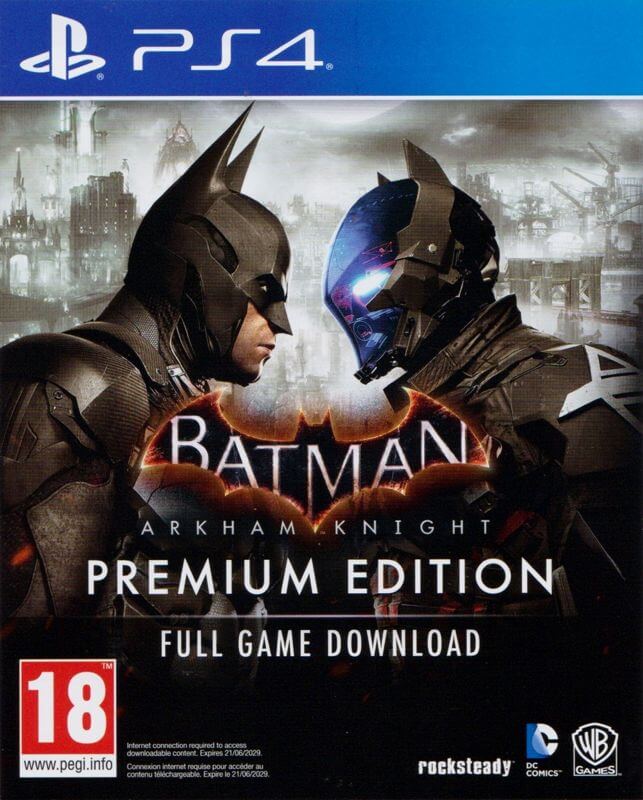 PS4
BATMAN
ARKHAM KNIGHT
PREMIUM EDITION
FULL GAME DOWNLOAD
18
www.pegi.info
Internet connection required to access
downloadable content. Expires 21/06/2029.
Connexion internet requise pour accéder au
contenu téléchargeable. Expire le 21/06/2029.
rocksteady
DC
COMICS
WB
GAMES